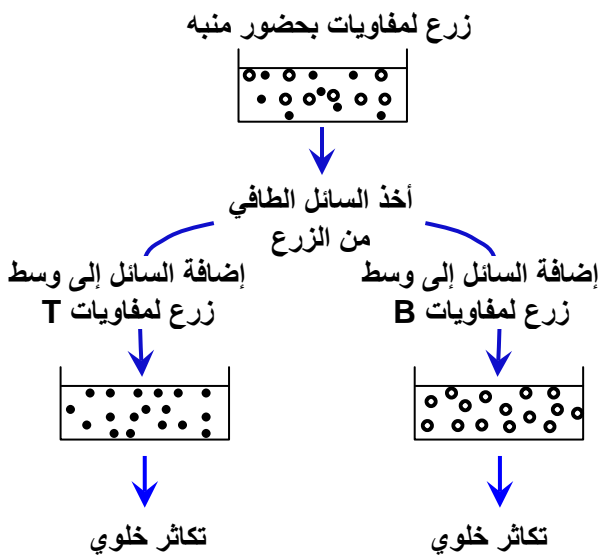 زرع لمفاويات بحضور منبه
أخذ السائل الطافي
من الزرع
إضافة السائل إلى وسط
زرع لمفاويات B
إضافة السائل إلى وسط
زرع لمفاويات T
تكاثر خلوي
تكاثر خلوي